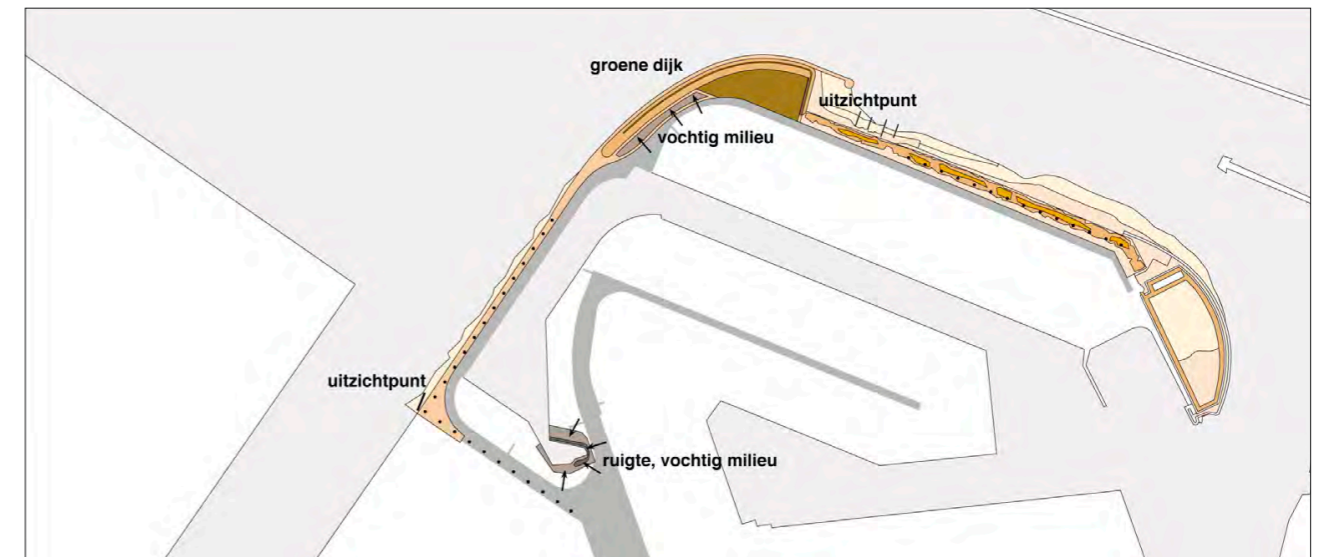 groene dijk
uitzichtpunt
vochtig milieu
uitzichtpunt
ruigte, vochtig milieu